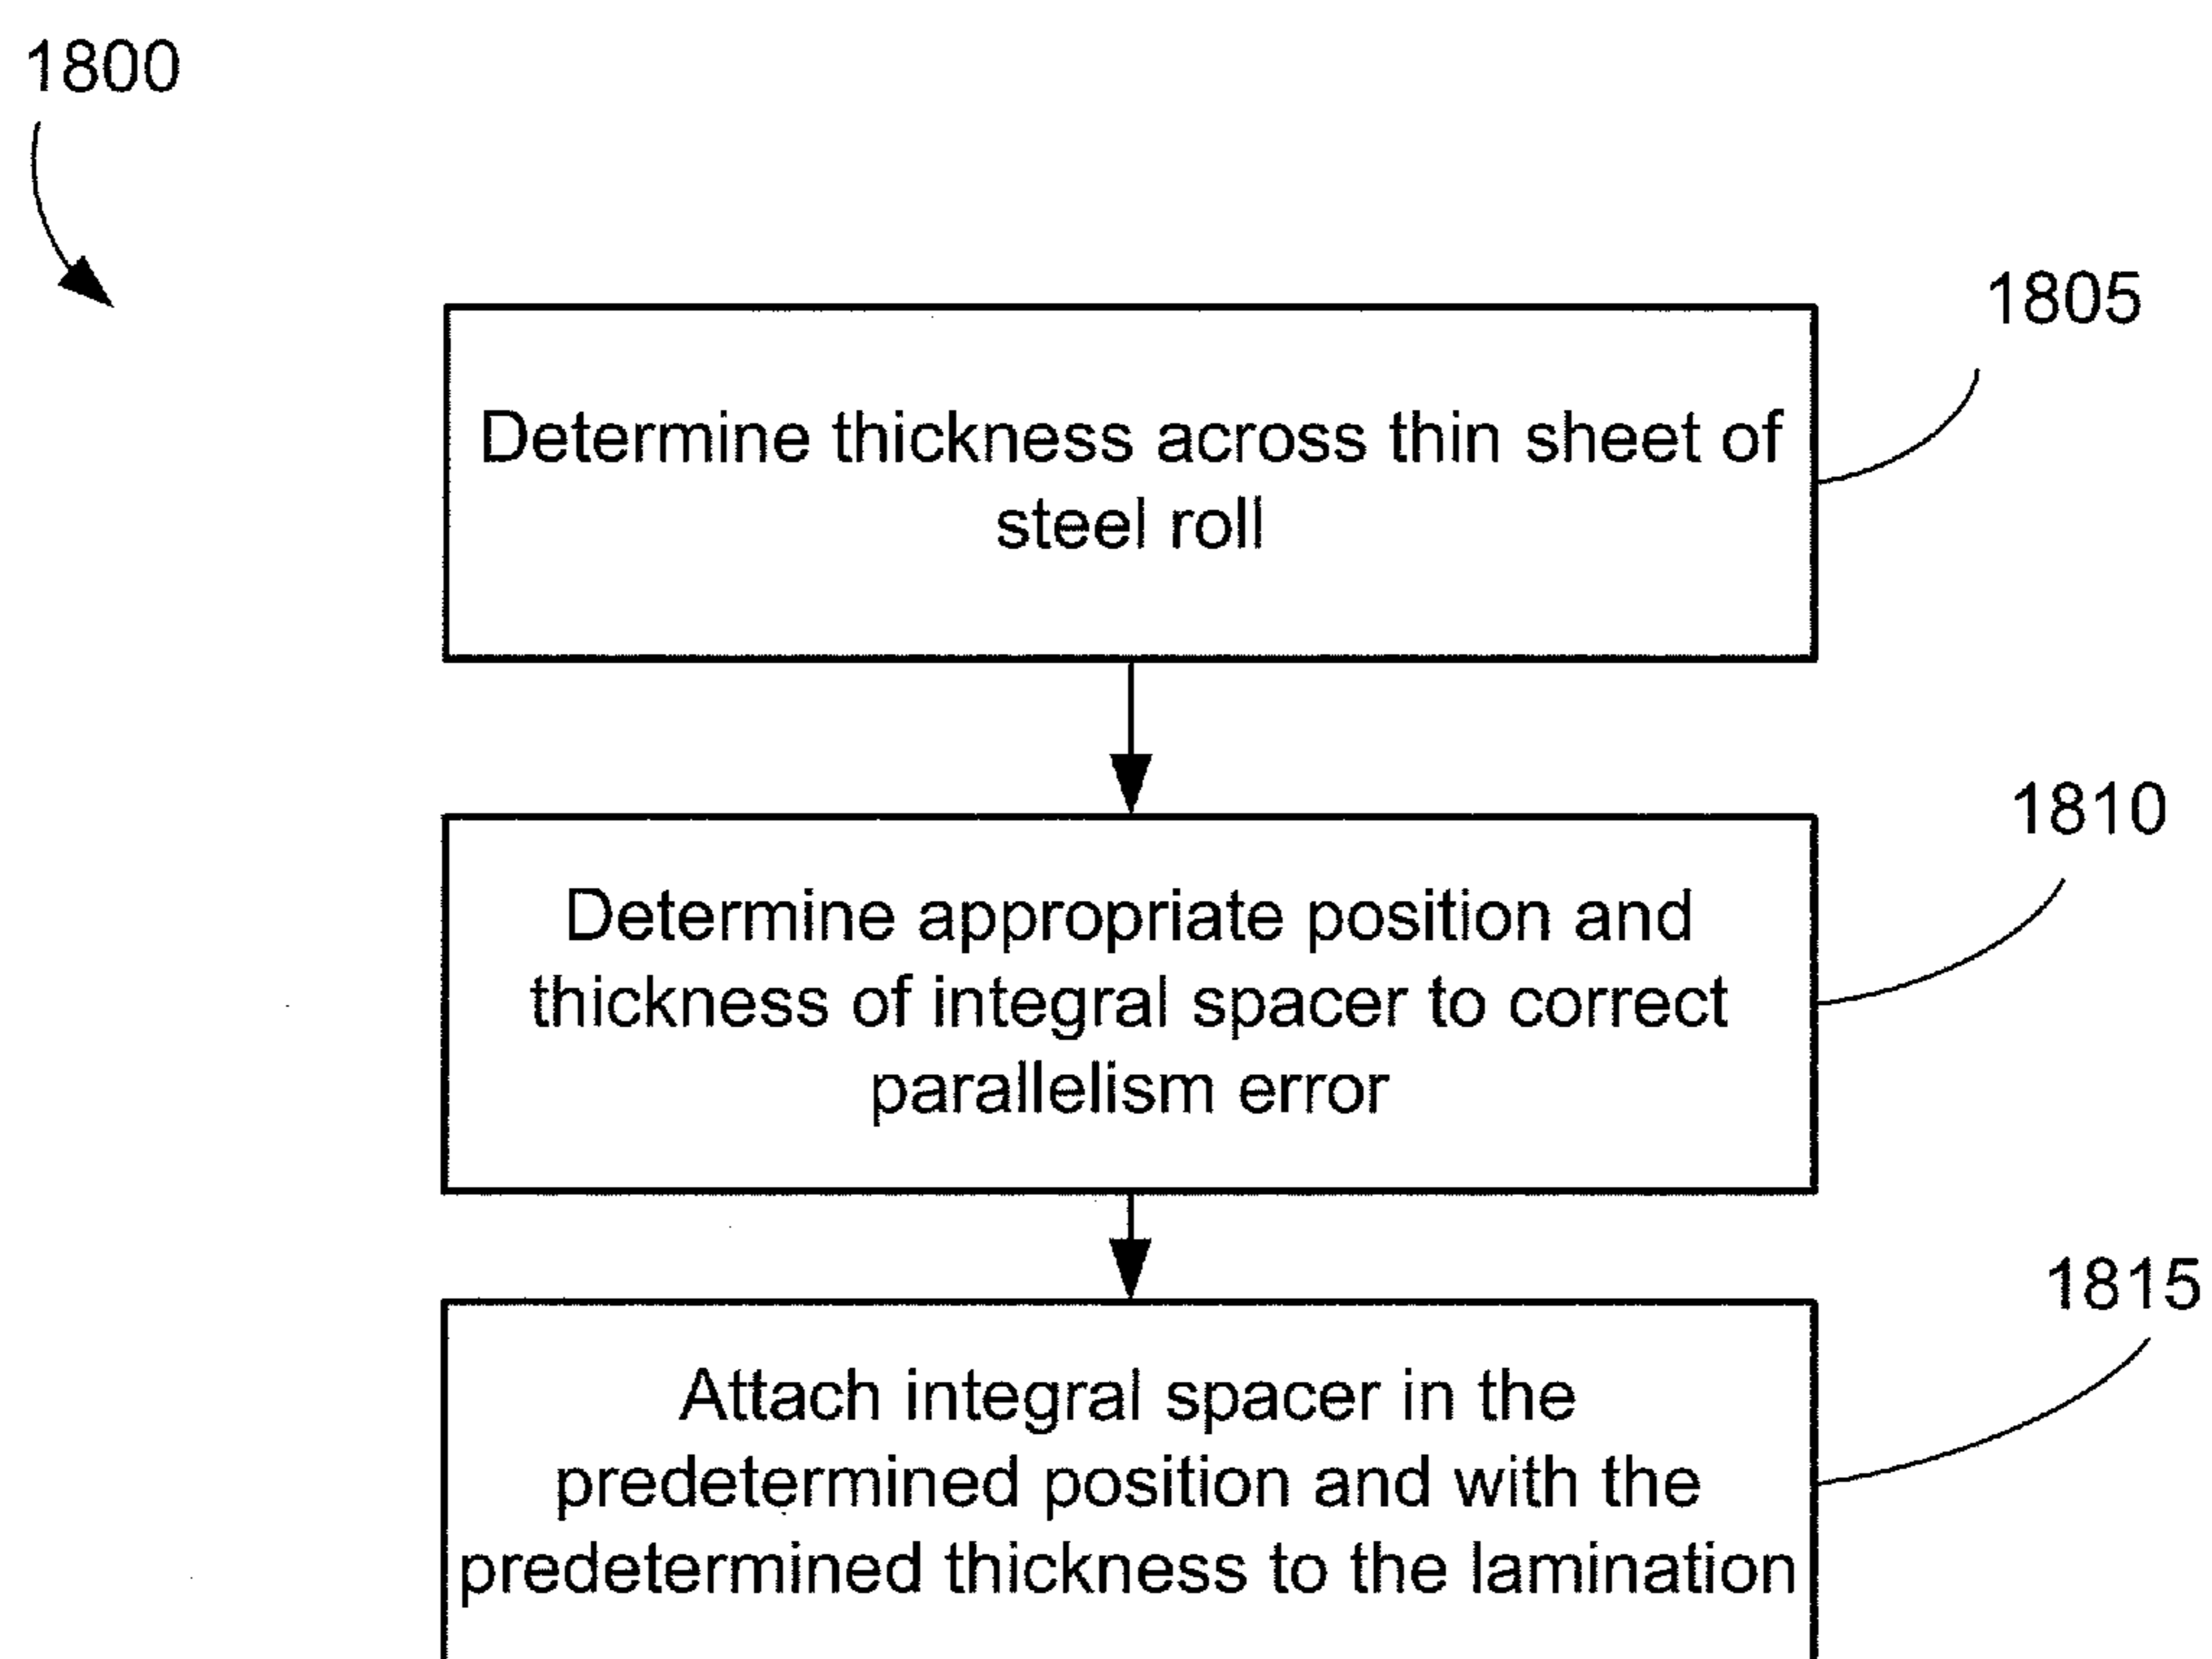 1800
1805
Determine thickness across thin sheet of
steel roll
1810
Determine appropriate position and
thickness of integral spacer to correct
parallelism error
1815
Attach integral spacer in the
predetermined position and with the
predetermined thickness to the lamination